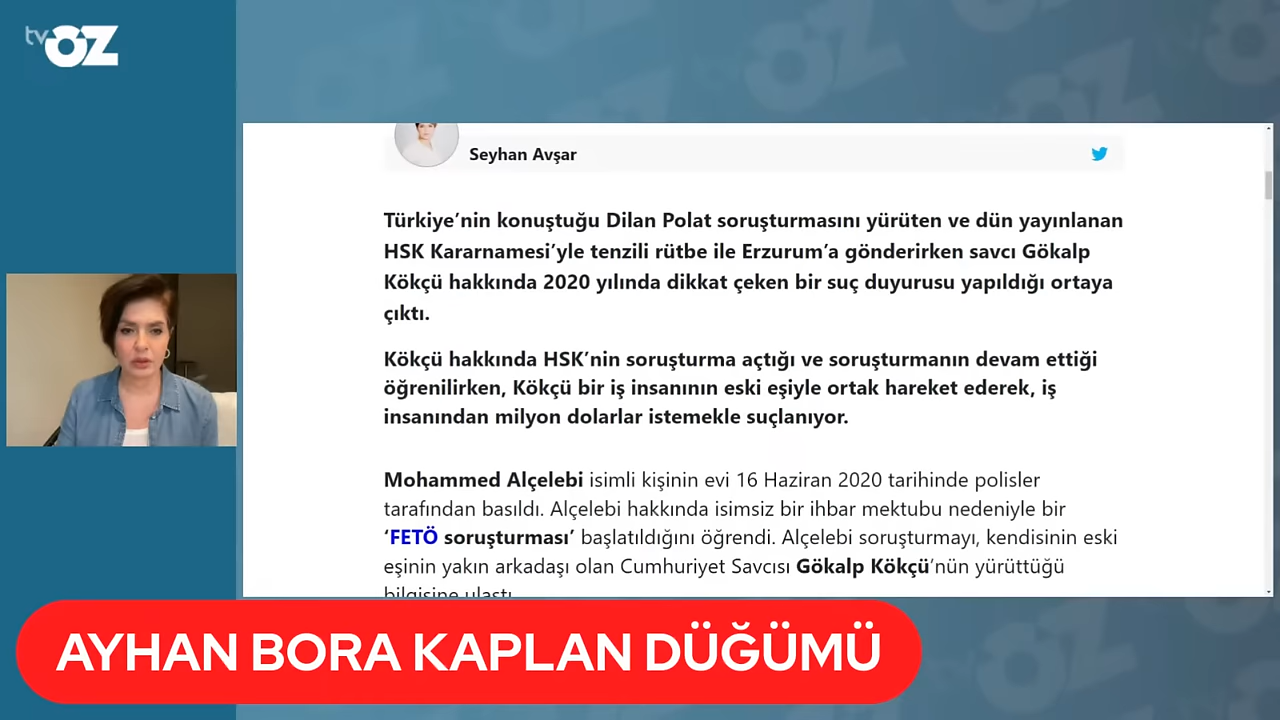 tv ÖZ
Seyhan Avşar
Türkiye’nin konuştuğu Dilan Polat soruşturmasını yürüten ve dün yayınlanan
HSK Kararnamesi’yle tenzili rütbe ile Erzurum’a gönderirken savcı Gökalp
Kökçü hakkında 2020 yılında dikkat çeken bir suç duyurusu yapıldığı ortaya
çıktı.
Kökçü hakkında HSK’nin soruşturma açtığı ve soruşturmanın devam ettiği
öğrenilirken, Kökçü bir iş insanının eski eşiyle ortak hareket ederek, iş
insanından milyon dolarlar istemekle suçlanıyor.
Mohammed Alçelebi isimli kişinin evi 16 Haziran 2020 tarihinde polisler
tarafından basıldı. Alçelebi hakkında isimsiz bir ihbar mektubu nedeniyle bir
‘FETÖ soruşturması’ başlatıldığını öğrendi. Alçelebi soruşturmayı, kendisinin eski
eşinin yakın arkadaşı olan Cumhuriyet Savcısı Gökalp Kökçü’nün yürüttüğü
bilgisine ulaştı.
AYHAN BORA KAPLAN DÜĞÜMÜ